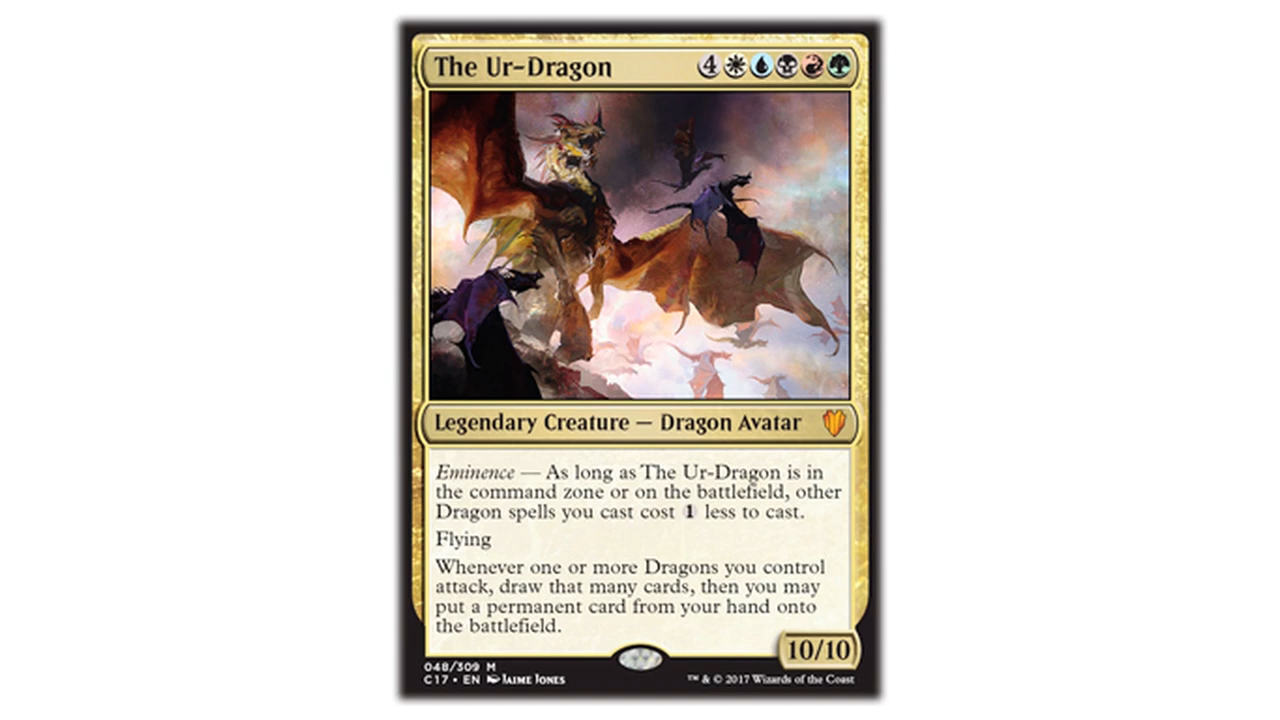 The Ur-Dragon 4
Legendary Creature — Dragon Avatar
Eminence — As long as The Ur-Dragon is in
the command zone or on the battlefield, other
Dragon spells you cast cost 1 less to cast.
Flying
Whenever one or more Dragons you control
attack, draw that many cards, then you may
put a permanent card from your hand onto
the battlefield.
10/10
048/309 M
C17 • EN Jaime Jones
™ & © 2017 Wizards of the Coast